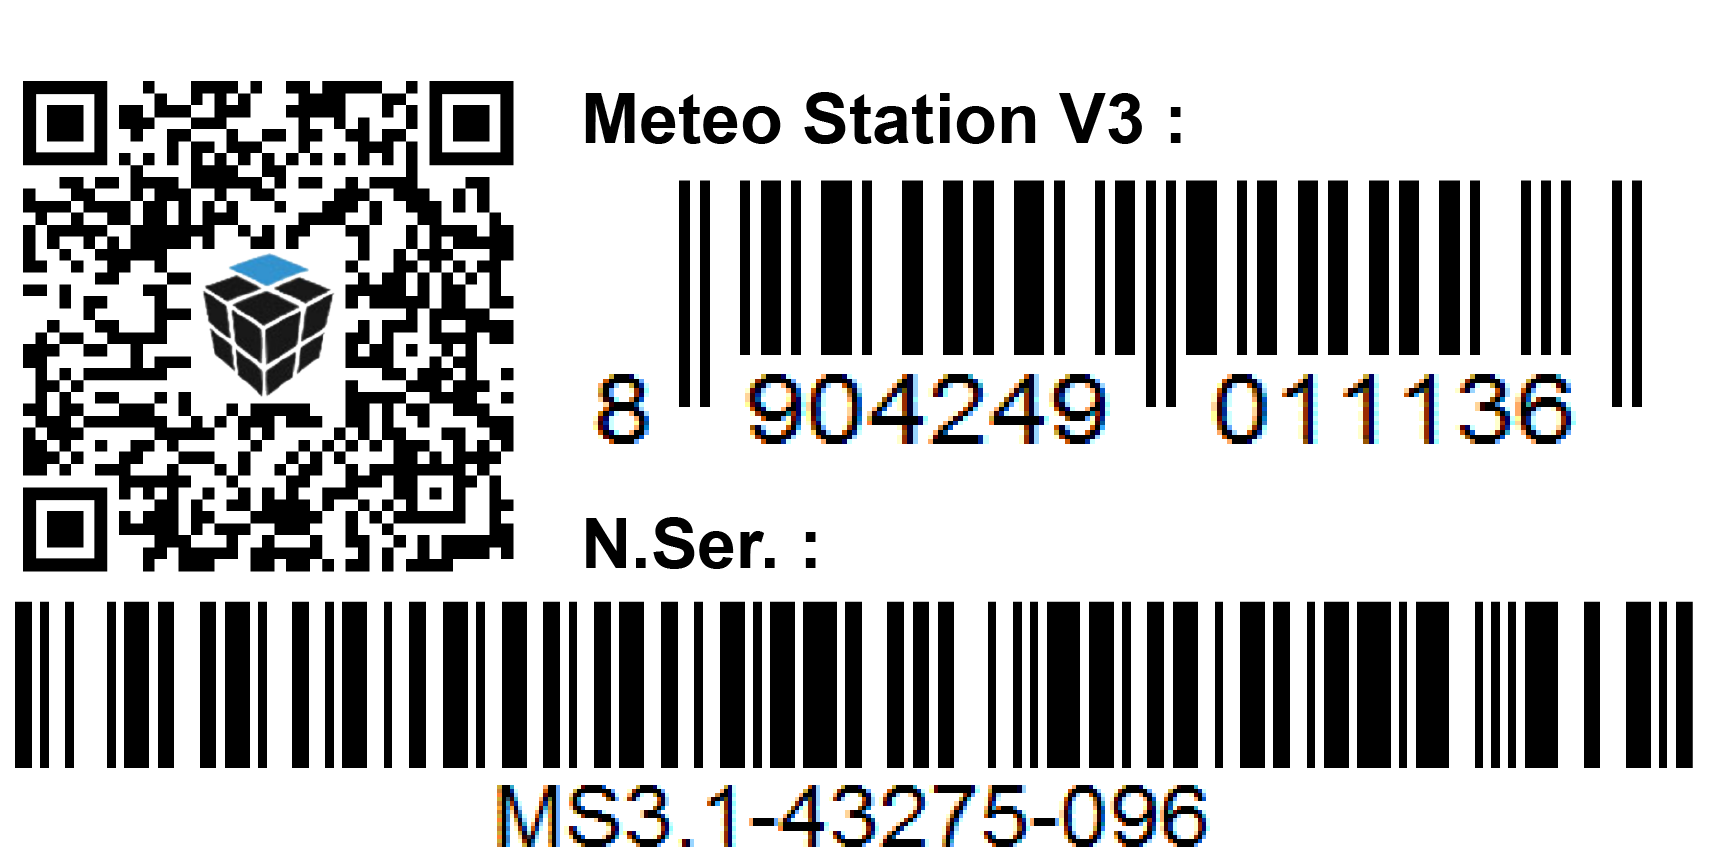 Meteo Station V3 :
8 904249 011136
N.Ser. :
MS3.1-43275-096